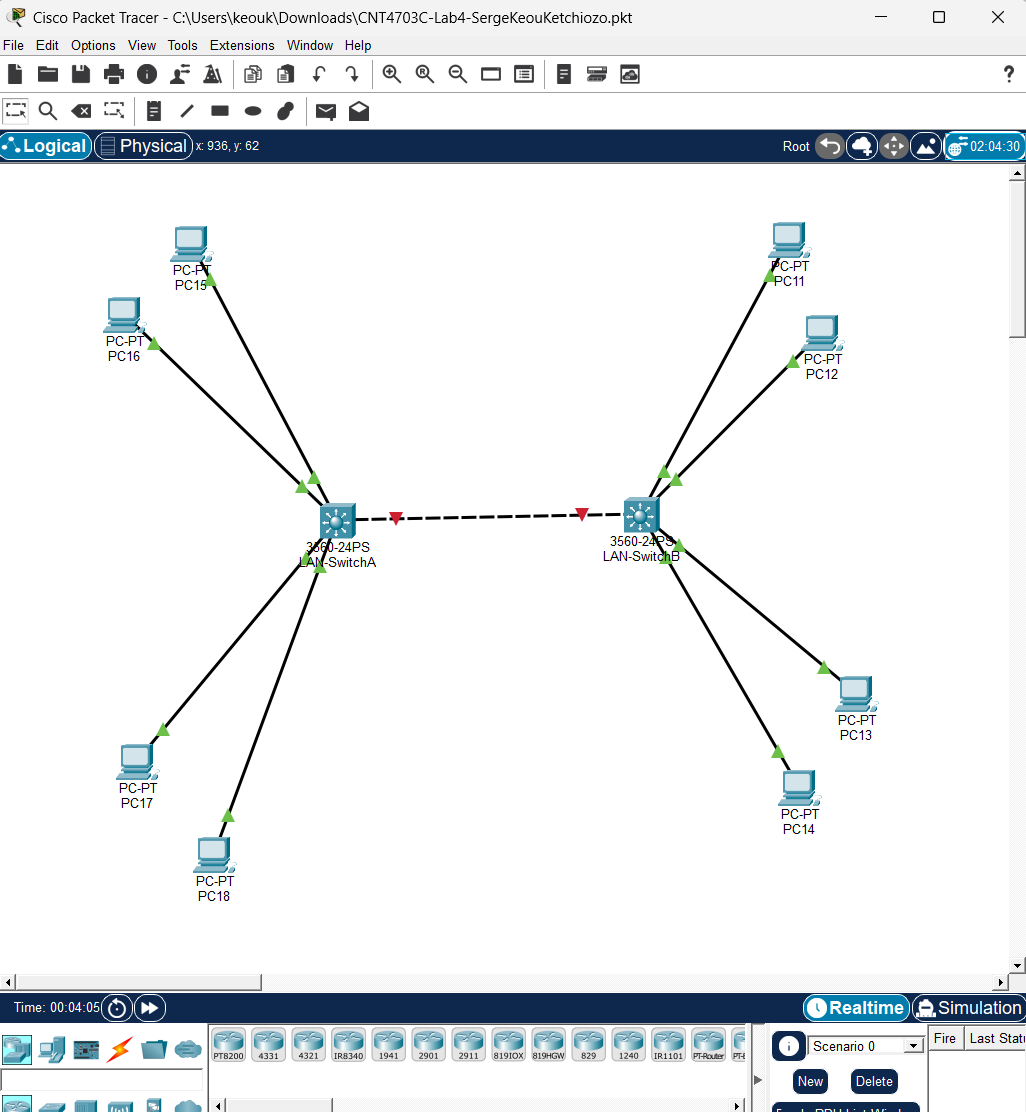 Cisco Packet Tracer - C:\Users\keouk\Downloads\CNT4703C-Lab4-SergeKeouKetchiozo.pkt
File Edit Options View Tools Extensions Window Help
?
Logical Physical x: 936, y: 62 Root 02:04:30
PC-PT
PC15
PC-PT
PC11
PC-PT
PC16
PC-PT
PC12
3560-24PS
LAN-SwitchA
3560-24PS
LAN-SwitchB
PC-PT
PC13
PC-PT
PC17
PC-PT
PC14
PC-PT
PC18
Time: 00:04:05 Realtime Simulation
PT8200 4331 4321 IR8340 1941 2901 2911 819IOX 819HGW 829 1240 IR1101 PT-Router
Scenario 0
Fire Last
New Delete